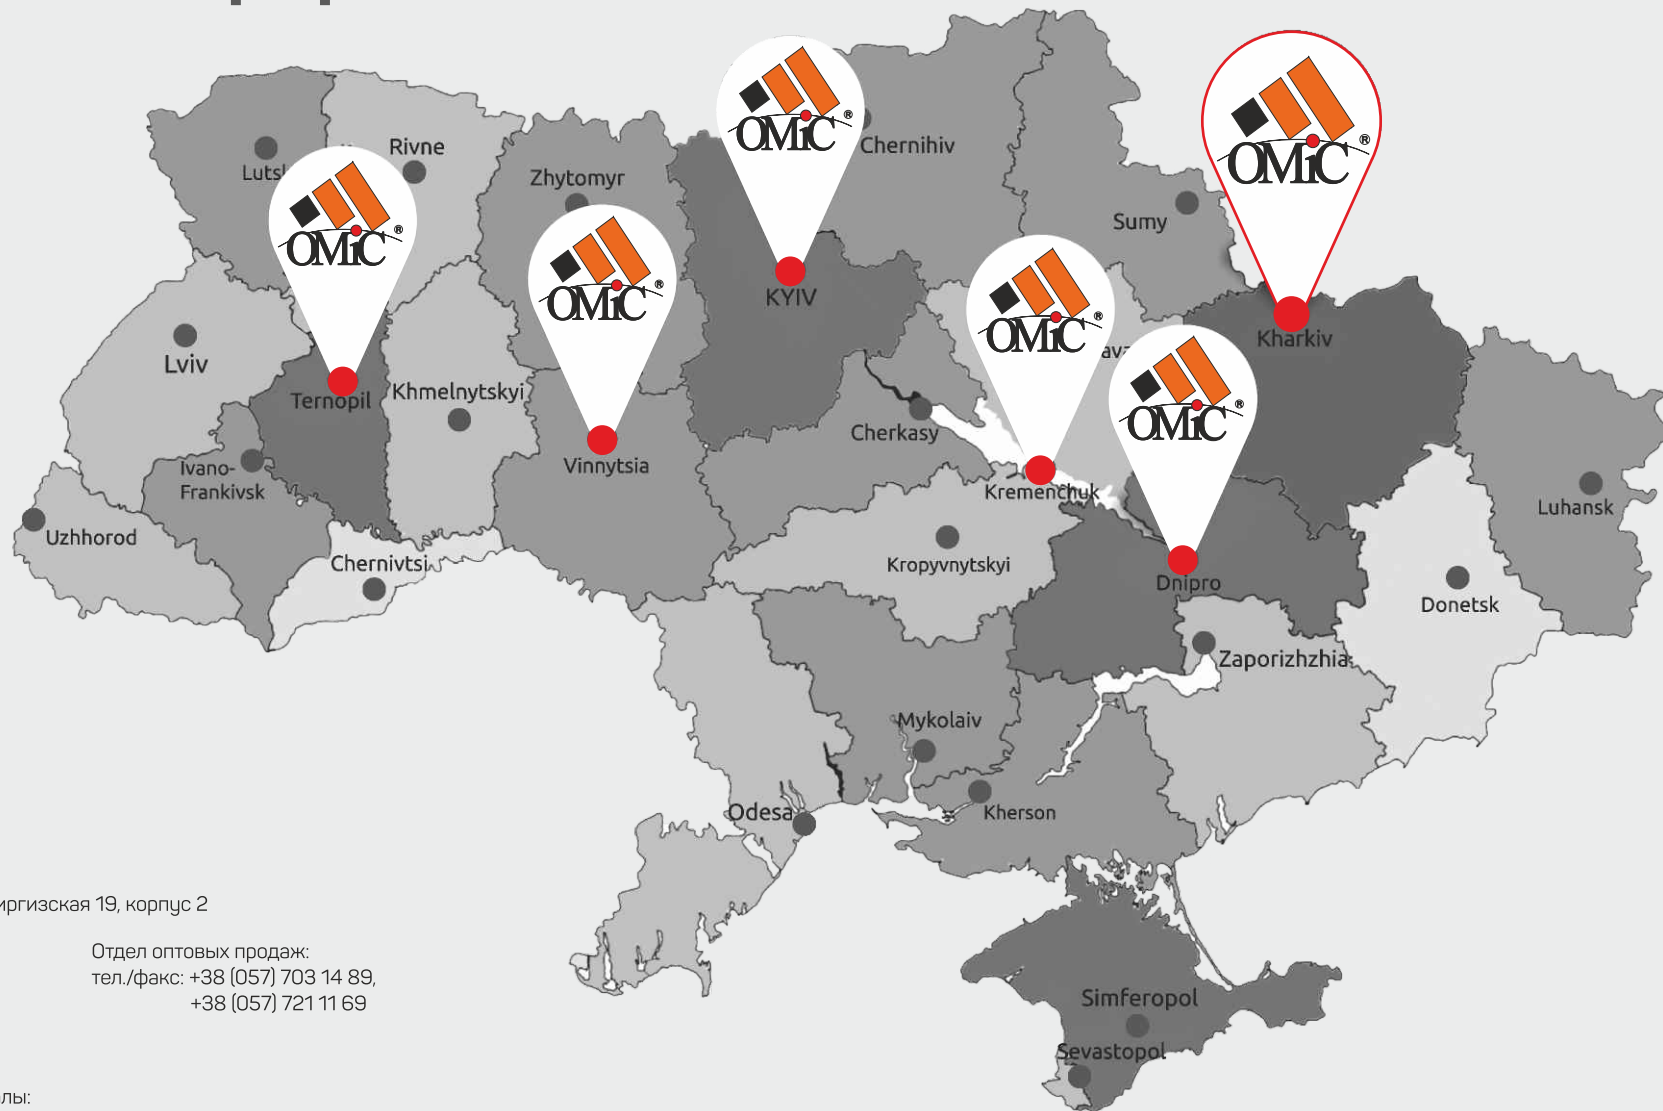 Rivne
Lutsk
Zhytomyr
OMiC®
Chernihiv
OMiC®
Sumy
OMiC®
OMiC®
KYIV
OMiC®
Kharkiv
OMiC®
Lviv
Ternopil
Khmelnytskyi
Cherkasy
Vinnytsia
Ivano-
Frankivsk
Kremenchuk
Luhansk
Uzhhorod
Chernivtsi
Kropyvnytskyi
Dnipro
Donetsk
Zaporizhzhia
Mykolaiv
Odesa
Kherson
иргизская 19, корпус 2
Отдел оптовых продаж:
тел./факс: +38 (057) 703 14 89,
+38 (057) 721 11 69
Simferopol
Sevastopol
лы: